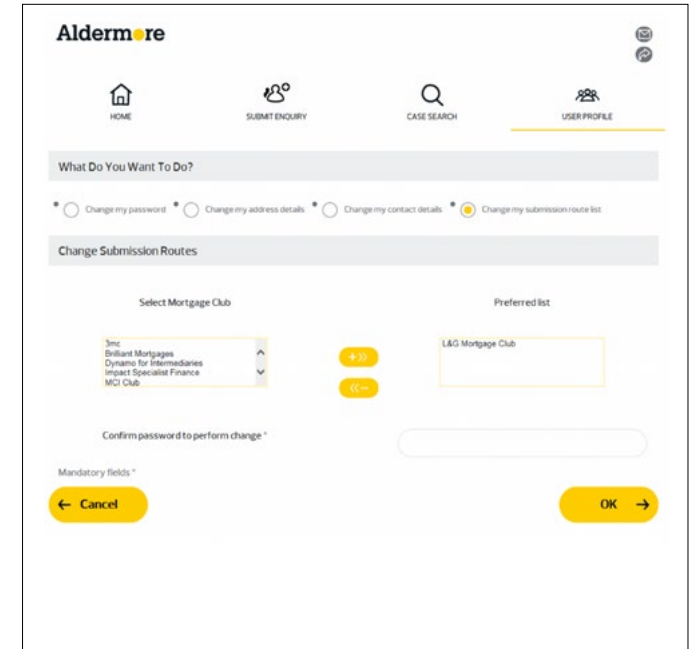 Aldermore
HOME SUBMIT ENQUIRY CASE SEARCH USER PROFILE
What Do You Want To Do?
* Change my password * Change my address details * Change my contact details * Change my submission route list
Change Submission Routes
Select Mortgage Club Preferred list
3mc
Brilliant Mortgages
Dynamo for Intermediaries
Impact Specialist Finance
MCI Club
L&G Mortgage Club
Confirm password to perform change *
Mandatory fields *
← Cancel OK →